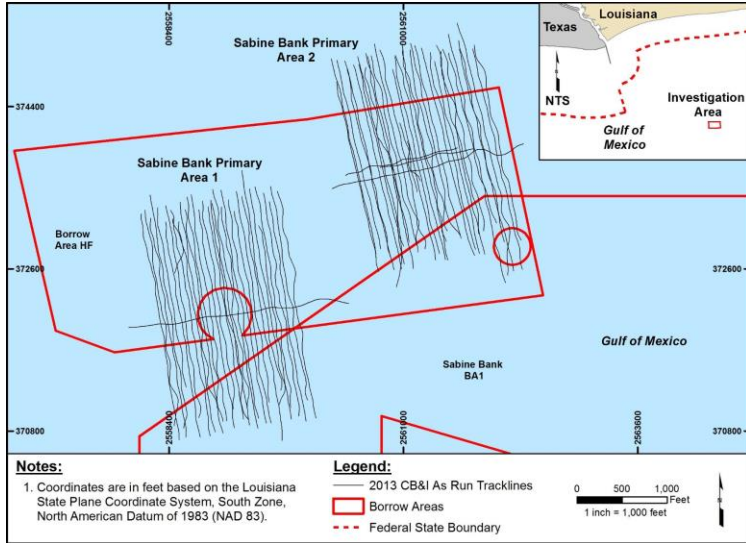 2558400
2561000
Sabine Bank Primary
Area 2
Texas
Louisiana
NTS
Investigation
Area
Gulf of
Mexico
374400
Sabine Bank Primary
Area 1
Borrow
Area HF
372600
372600
Gulf of Mexico
Sabine Bank
BA1
370800
370800
2558400
2561000
2563600
Notes:
1. Coordinates are in feet based on the Louisiana
State Plane Coordinate System, South Zone,
North American Datum of 1983 (NAD 83).
Legend:
2013 CB&I As Run Tracklines
Borrow Areas
Federal State Boundary
0 500 1,000
Feet
1 inch = 1,000 feet